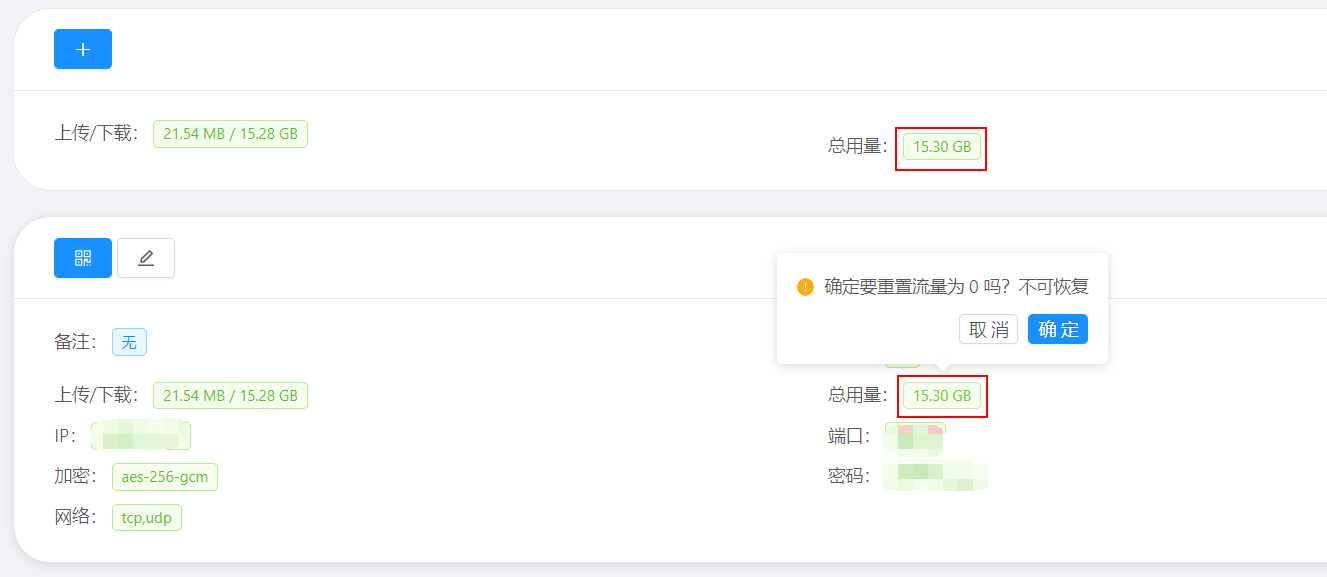 上传/下载: 21.54 MB / 15.28 GB
总用量: 15.30 GB
确定要重置流量为 0 吗? 不可恢复
取 消 确 定
备注: 无
上传/下载: 21.54 MB / 15.28 GB
总用量: 15.30 GB
IP:
端口:
加密: aes-256-gcm
密码:
网络: tcp,udp